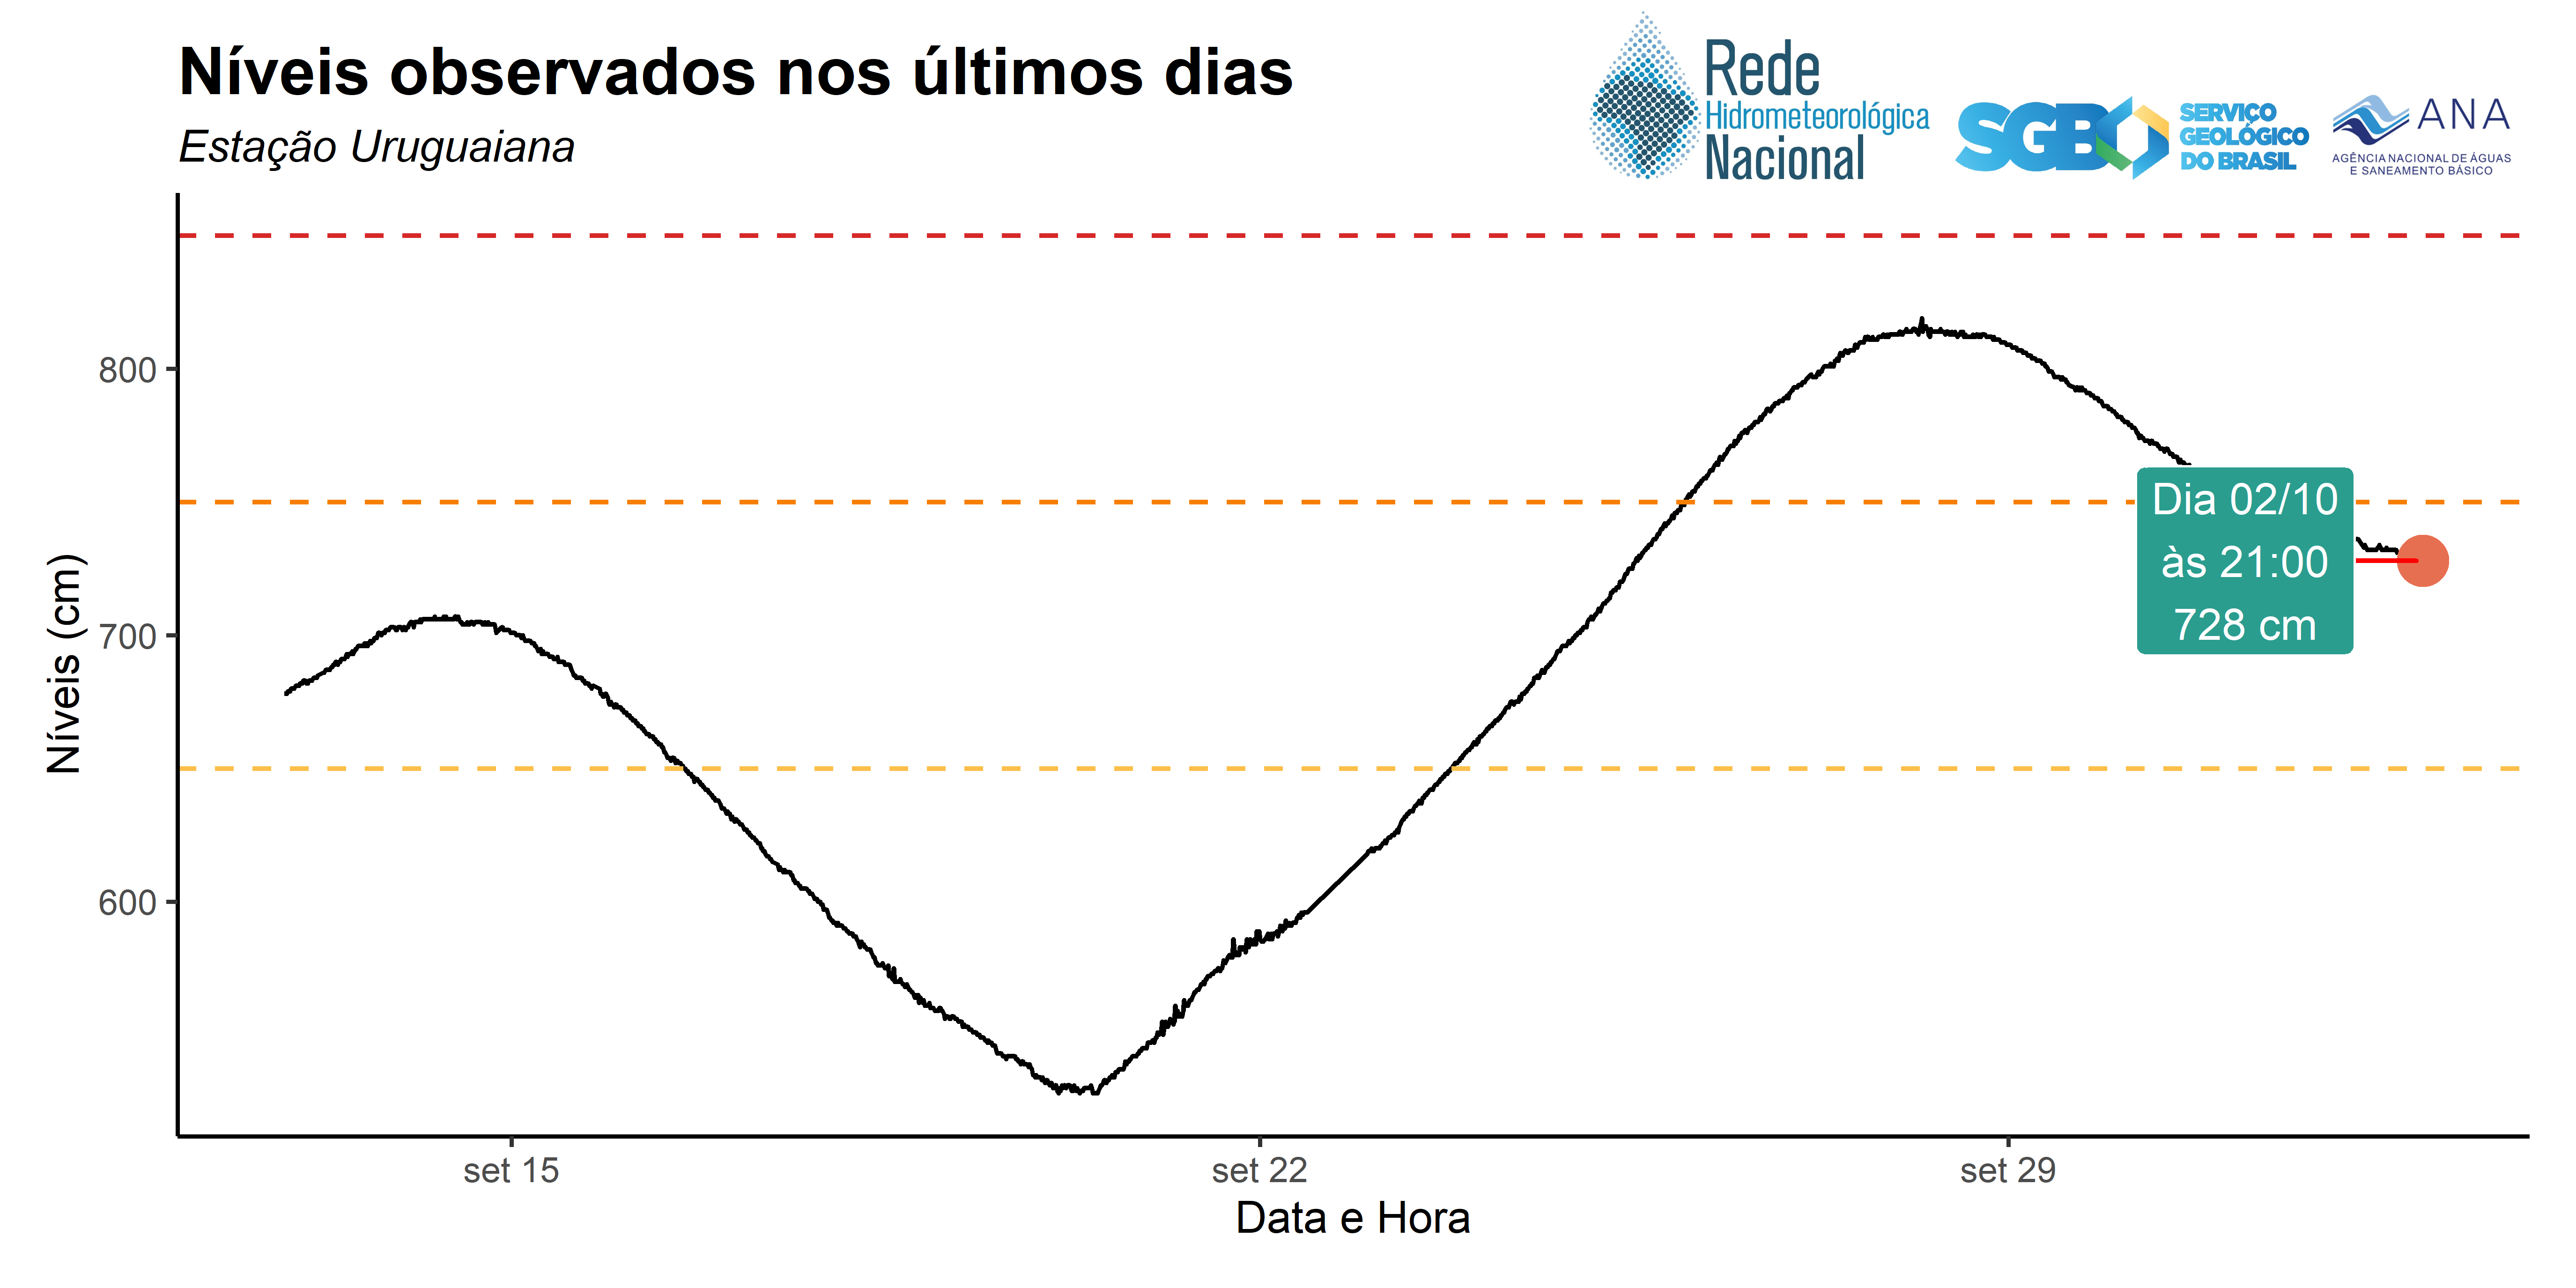 Níveis observados nos últimos dias
Estação Uruguaiana
Rede
Hidrometeorológica
Nacional
SGB
SERVIÇO
GEOLÓGICO
DO BRASIL
ANA
AGÊNCIA NACIONAL DE ÁGUAS
E SANEAMENTO BÁSICO
Níveis (cm)
800
700
600
Dia 02/10
às 21:00
728 cm
set 15
set 22
set 29
Data e Hora